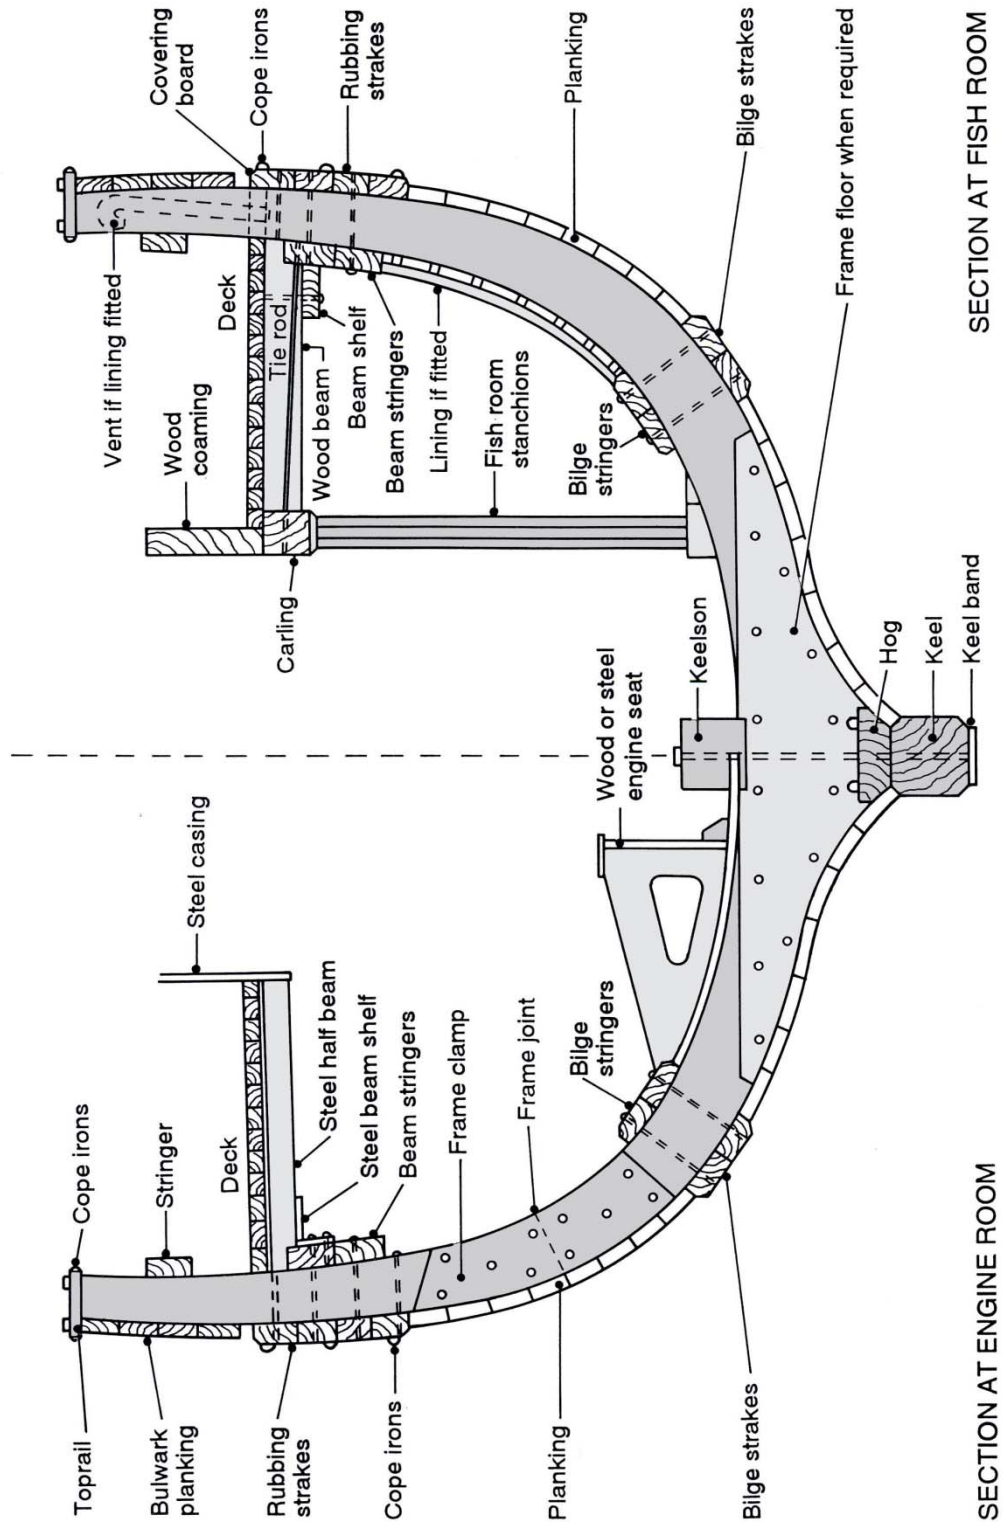 Toprail
Cope irons
Bulwark
planking
Stringer
Steel casing
Rubbing
strakes
Deck
Steel half beam
Steel beam shelf
Beam stringers
Cope irons
Frame clamp
Frame joint
Planking
Bilge
stringers
Bilge strakes
Wood or steel
engine seat
Vent if lining fitted
Wood
coaming
Covering
board
Deck
Cope irons
Tie rod
Carling
Wood beam
Rubbing
strakes
Beam shelf
Beam stringers
Lining if fitted
Fish room
stanchions
Planking
Bilge
stringers
Keelson
Bilge strakes
Frame floor when required
Hog
Keel
Keel band
SECTION AT ENGINE ROOM
SECTION AT FISH ROOM